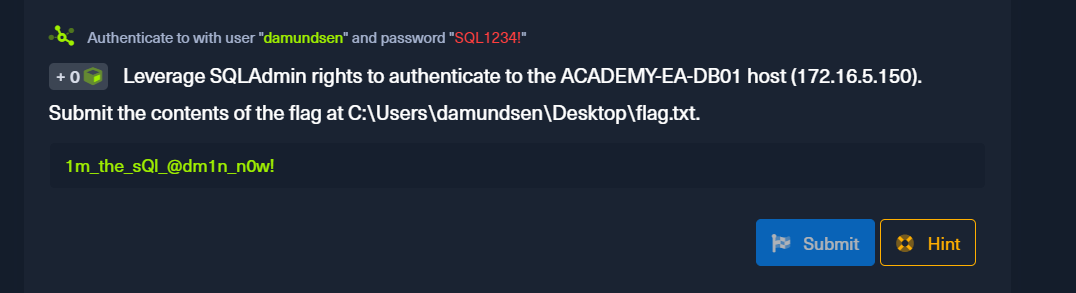 Authenticate to with user "damundsen" and password "SQL1234!"
+ 0 Leverage SQLAdmin rights to authenticate to the ACADEMY-EA-DB01 host (172.16.5.150).
Submit the contents of the flag at C:\Users\damundsen\Desktop\flag.txt.
1m_the_sQl_@dm1n_n0w!
Submit Hint